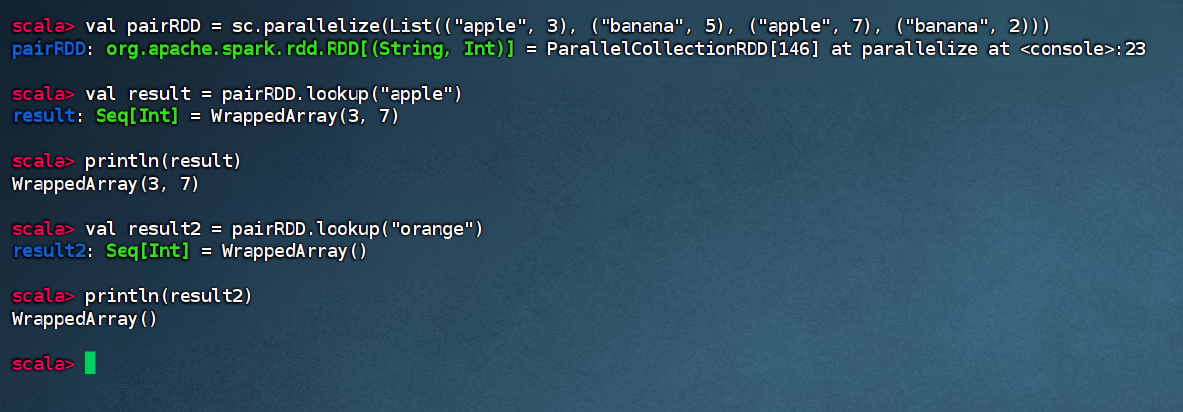 scala> val pairRDD = sc.parallelize(List(("apple", 3), ("banana", 5), ("apple", 7), ("banana", 2)))
pairRDD: org.apache.spark.rdd.RDD[(String, Int)] = ParallelCollectionRDD[146] at parallelize at <console>:23
scala> val result = pairRDD.lookup("apple")
result: Seq[Int] = WrappedArray(3, 7)
scala> println(result)
WrappedArray(3, 7)
scala> val result2 = pairRDD.lookup("orange")
result2: Seq[Int] = WrappedArray()
scala> println(result2)
WrappedArray()
scala>